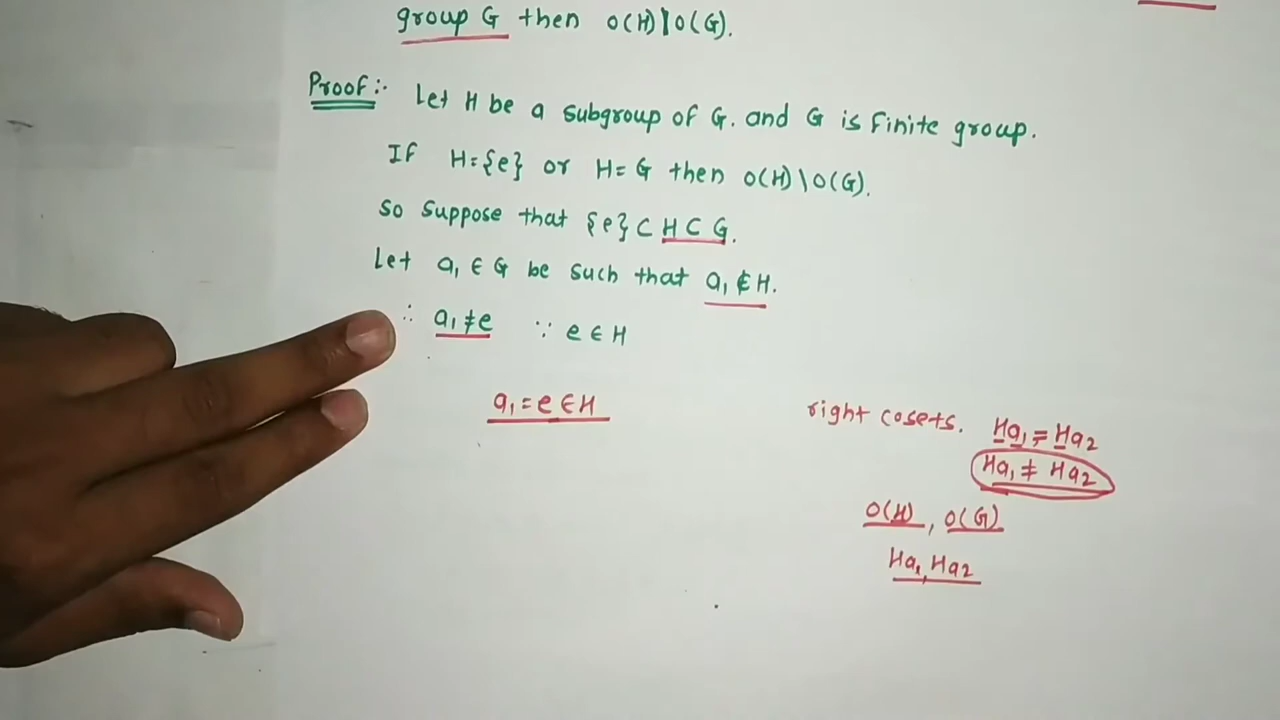 group G then O(H)|O(G).
Proof:- Let H be a subgroup of G. and G is Finite group.
If H={e} or H=G then O(H)\O(G).
So Suppose that {e}⊂H⊂G.
Let a₁∈G be such that a₁∉H.
∴ a₁≠e ∵ e∈H
a₁=e∈H
right cosets. Ha₁=Ha₂
Ha₁≠Ha₂
O(H), O(G)
Ha₁, Ha₂